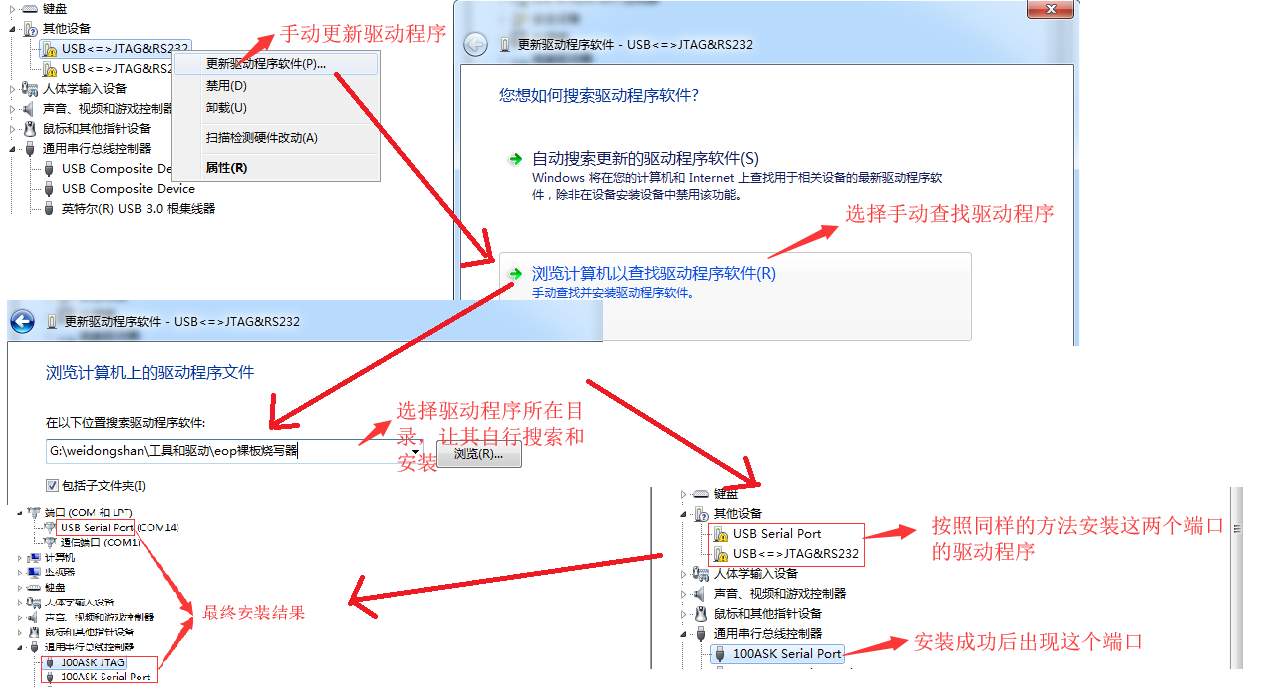 键盘
其他设备
USB<=>JTAG&RS232
USB<=>JTAG&RS2
人体学输入设备
声音、视频和游戏控制器
鼠标和其他指针设备
通用串行总线控制器
USB Composite De
USB Composite Device
英特尔(R) USB 3.0 根集线器
更新驱动程序软件(P)...
禁用(D)
卸载(U)
扫描检测硬件改动(A)
属性(R)
手动更新驱动程序
更新驱动程序软件 - USB<=>JTAG&RS232
您想如何搜索驱动程序软件?
自动搜索更新的驱动程序软件(S)
Windows 将在您的计算机和 Internet 上查找用于相关设备的最新驱动程序软
件，除非在设备安装设备中禁用该功能。
选择手动查找驱动程序
浏览计算机以查找驱动程序软件(R)
手动查找并安装驱动程序软件。
更新驱动程序软件 - USB<=>JTAG&RS232
浏览计算机上的驱动程序文件
在以下位置搜索驱动程序软件:
G:\weidongshan\工具和驱动\eop裸板烧写器
浏览(R)...
包括子文件夹(I)
选择驱动程序所在目
录，让其自行搜索和
安装
键盘
其他设备
USB Serial Port
USB<=>JTAG&RS232
人体学输入设备
声音、视频和游戏控制器
鼠标和其他指针设备
通用串行总线控制器
100ASK Serial Port
按照同样的方法安装这两个端口
的驱动程序
安装成功后出现这个端口
端口 (COM 和 LPT)
USB Serial Port (COM14)
通信端口 (COM1)
计算机
监视器
键盘
人体学输入设备
声音、视频和游戏控制器
鼠标和其他指针设备
通用串行总线控制器
100ASK JTAG
100ASK Serial Port
最终安装结果